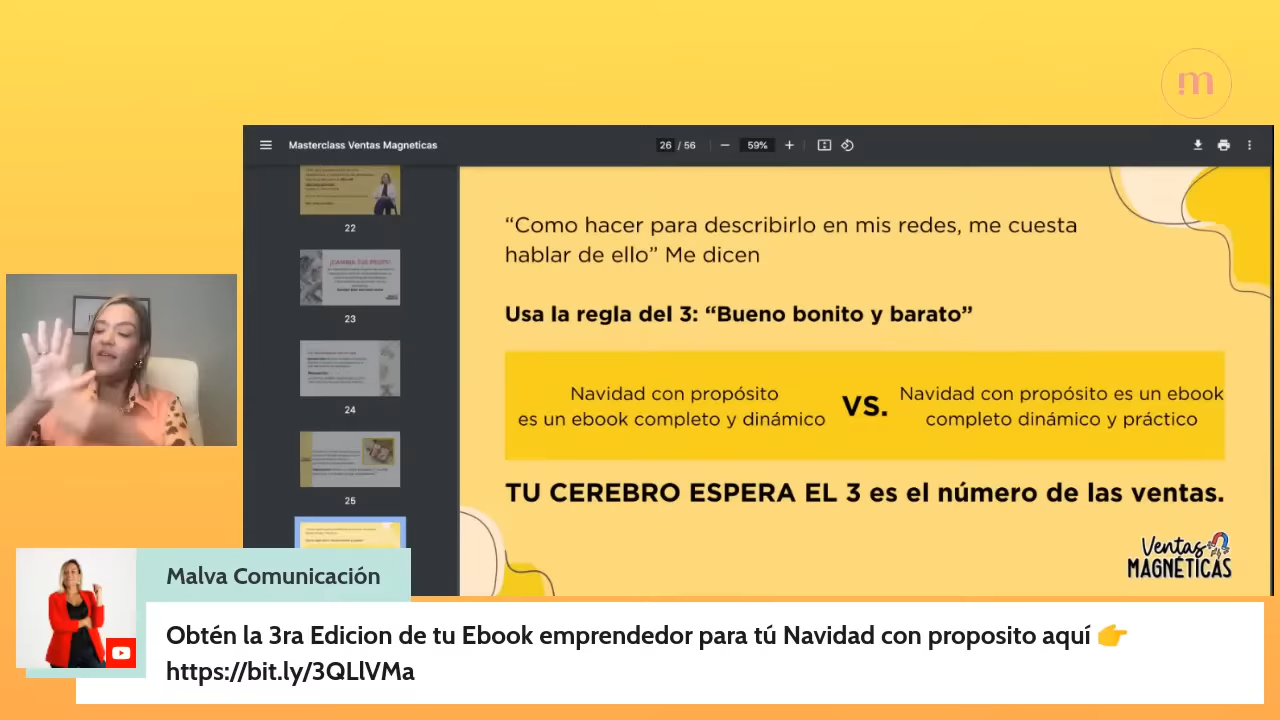 m
Masterclass Ventas Magneticas
26 / 56
59%
22
¡CAMBIA TUS POSTS!
23
24
25
“Como hacer para describirlo en mis redes, me cuesta
hablar de ello” Me dicen
Usa la regla del 3: “Bueno bonito y barato”
Navidad con propósito
es un ebook completo y dinámico
VS.
Navidad con propósito es un ebook
completo dinámico y práctico
TU CEREBRO ESPERA EL 3 es el número de las ventas.
Ventas
MAGNÉTICAS
Malva Comunicación
Obtén la 3ra Edicion de tu Ebook emprendedor para tú Navidad con proposito aquí 👉
https://bit.ly/3QLlVMa